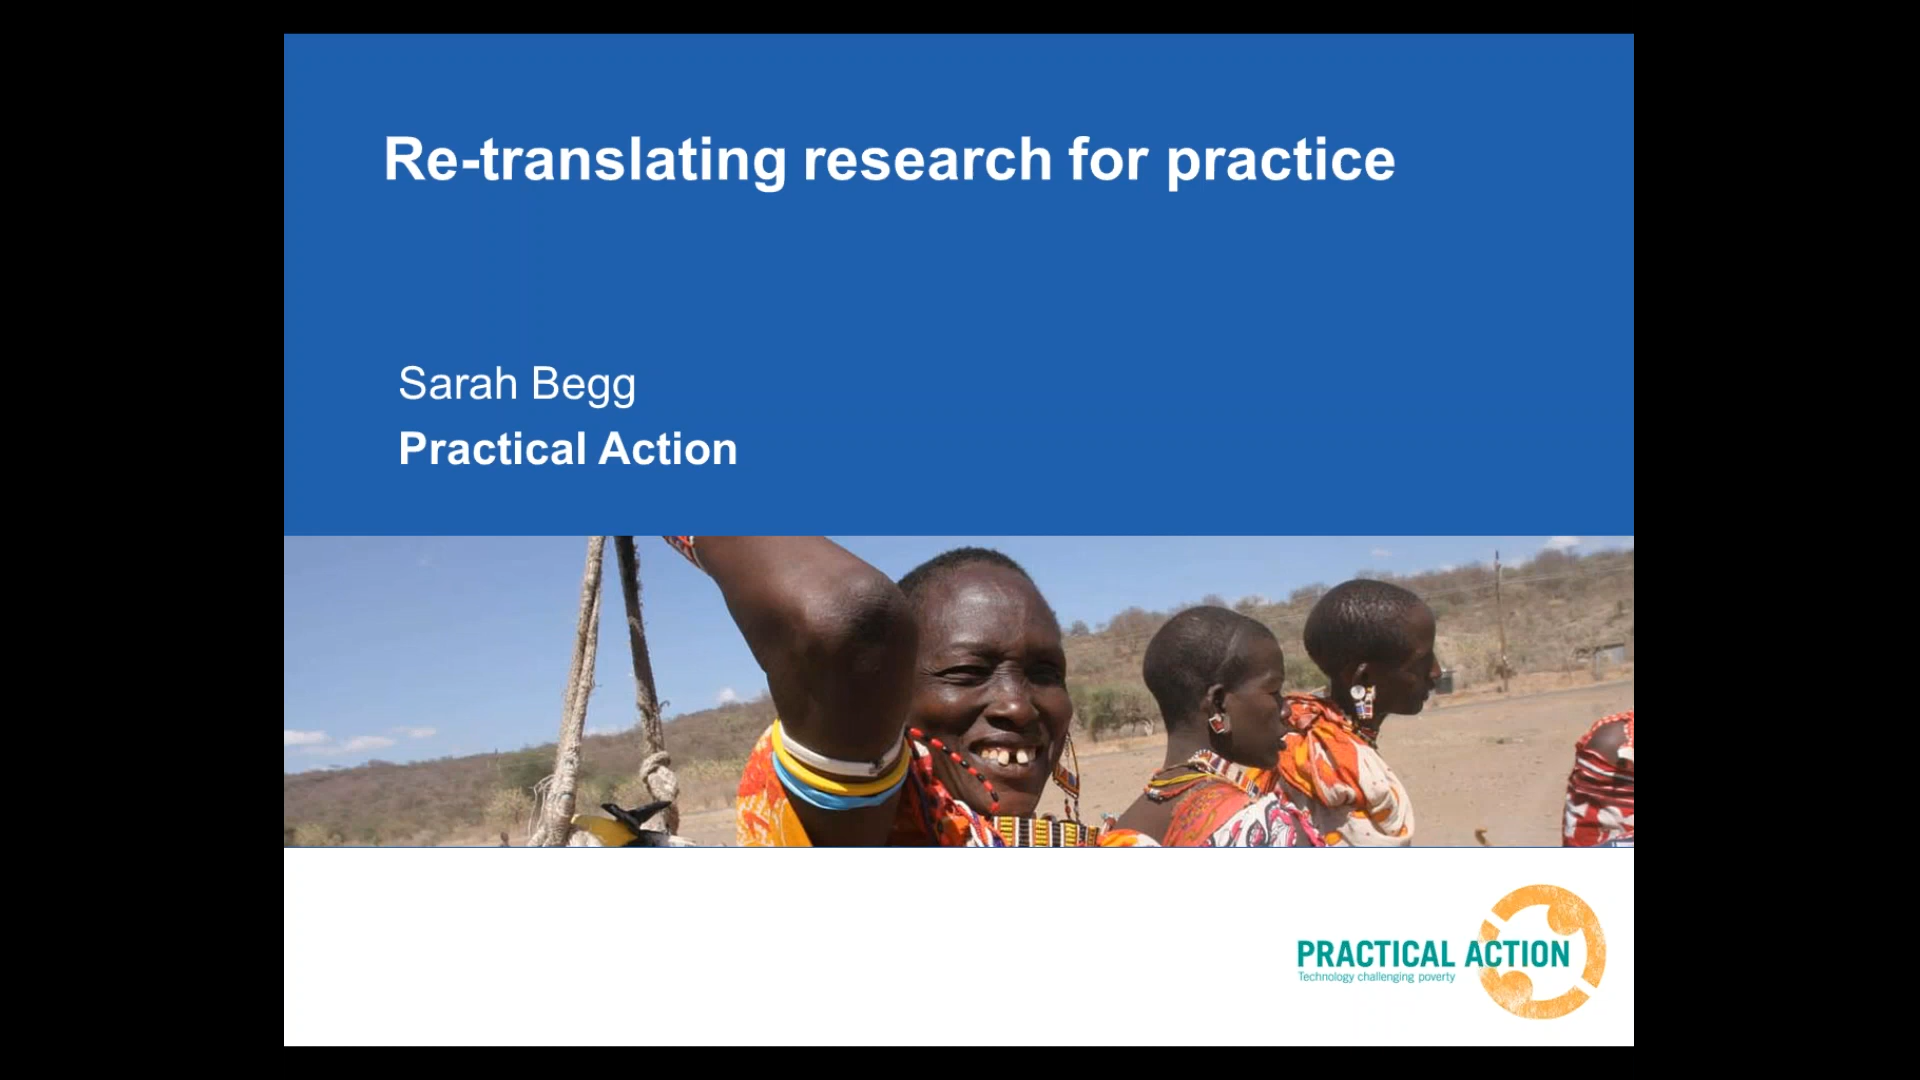 Re-translating research for practice
Sarah Begg
Practical Action
PRACTICAL ACTION
Technology challenging poverty